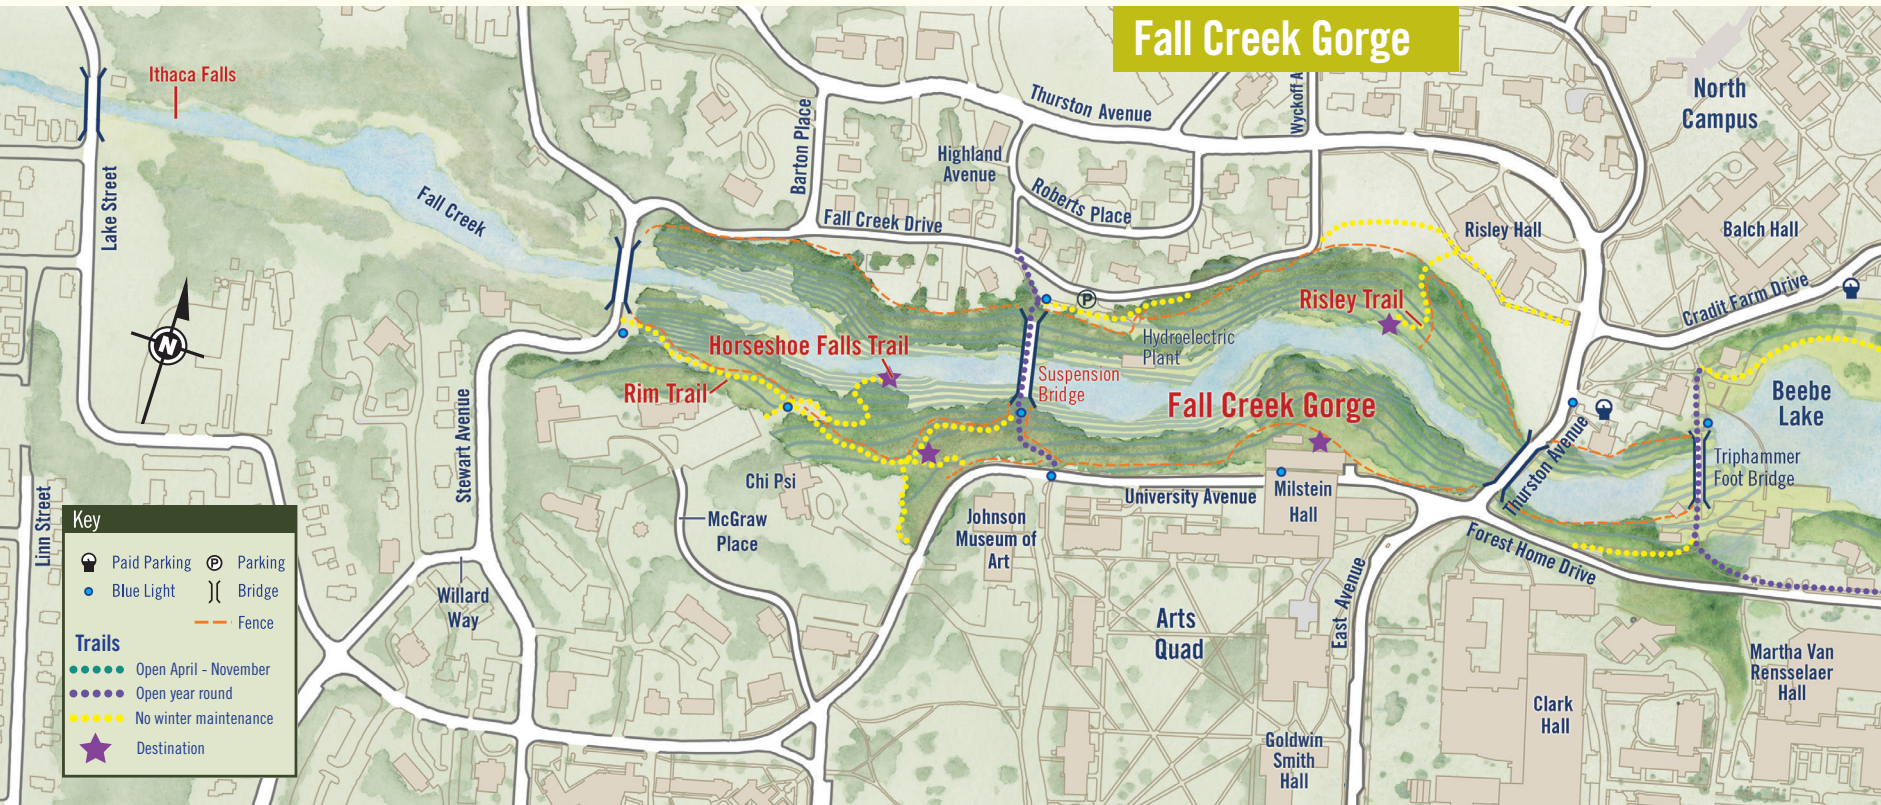 Fall Creek Gorge
Ithaca Falls
Thurston Avenue
Wyckoff A
North
Campus
Barton Place
Highland
Avenue
Lake Street
Fall Creek
Roberts Place
Fall Creek Drive
Risley Hall
Balch Hall
Cradit Farm Drive
Risley Trail
P
N
Horseshoe Falls Trail
Hydroelectric
Plant
Rim Trail
Suspension
Bridge
Fall Creek Gorge
Beebe
Lake
Stewart Avenue
Thurston Avenue
Triphammer
Foot Bridge
Chi Psi
University Avenue
Milstein
Hall
Linn Street
McGraw
Place
Johnson
Museum of
Art
Forest Home Drive
Willard
Way
East Avenue
Arts
Quad
Martha Van
Rensselaer
Hall
Clark
Hall
Goldwin
Smith
Hall
Key
Paid Parking
P Parking
Blue Light
Bridge
Fence
Trails
Open April - November
Open year round
No winter maintenance
Destination